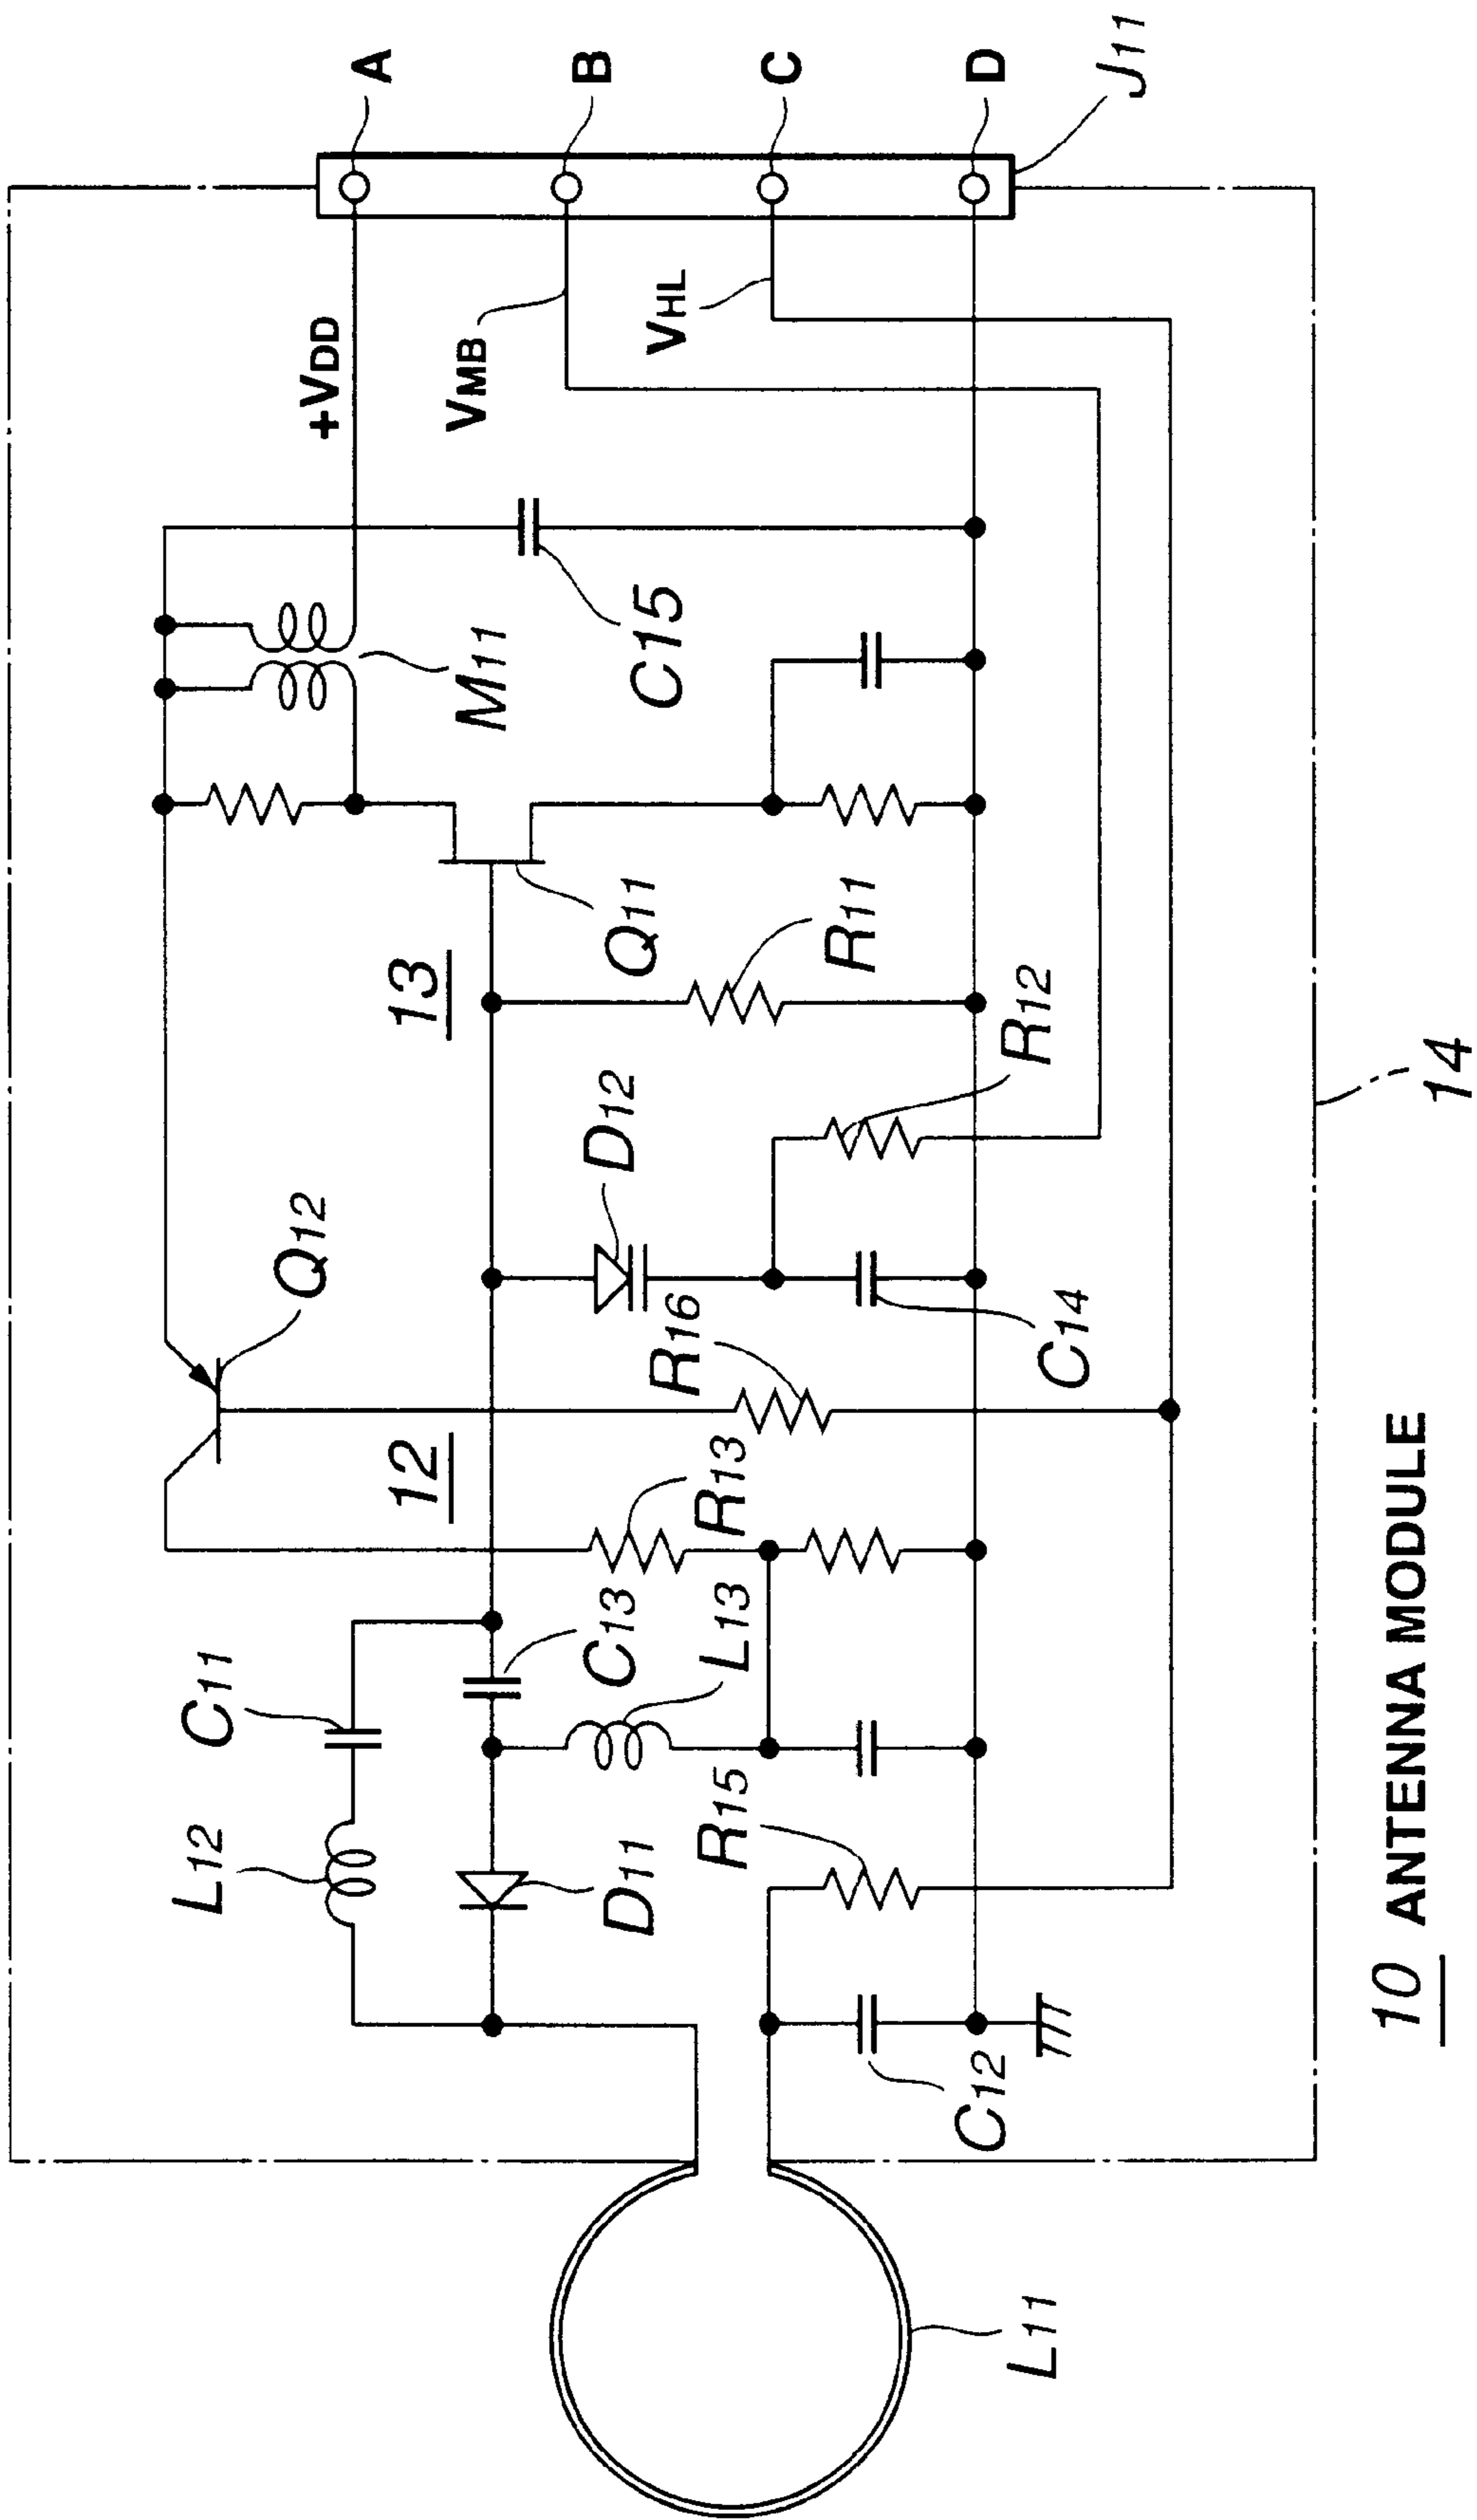 A
B
C
D
J11
+VDD
VMB
VHL
M11
C15
13
Q11
R11
R12
D12
Q12
R16
C14
12
R13
C11
C13
L13
L12
D11
R15
C12
L11
14
10 ANTENNA MODULE